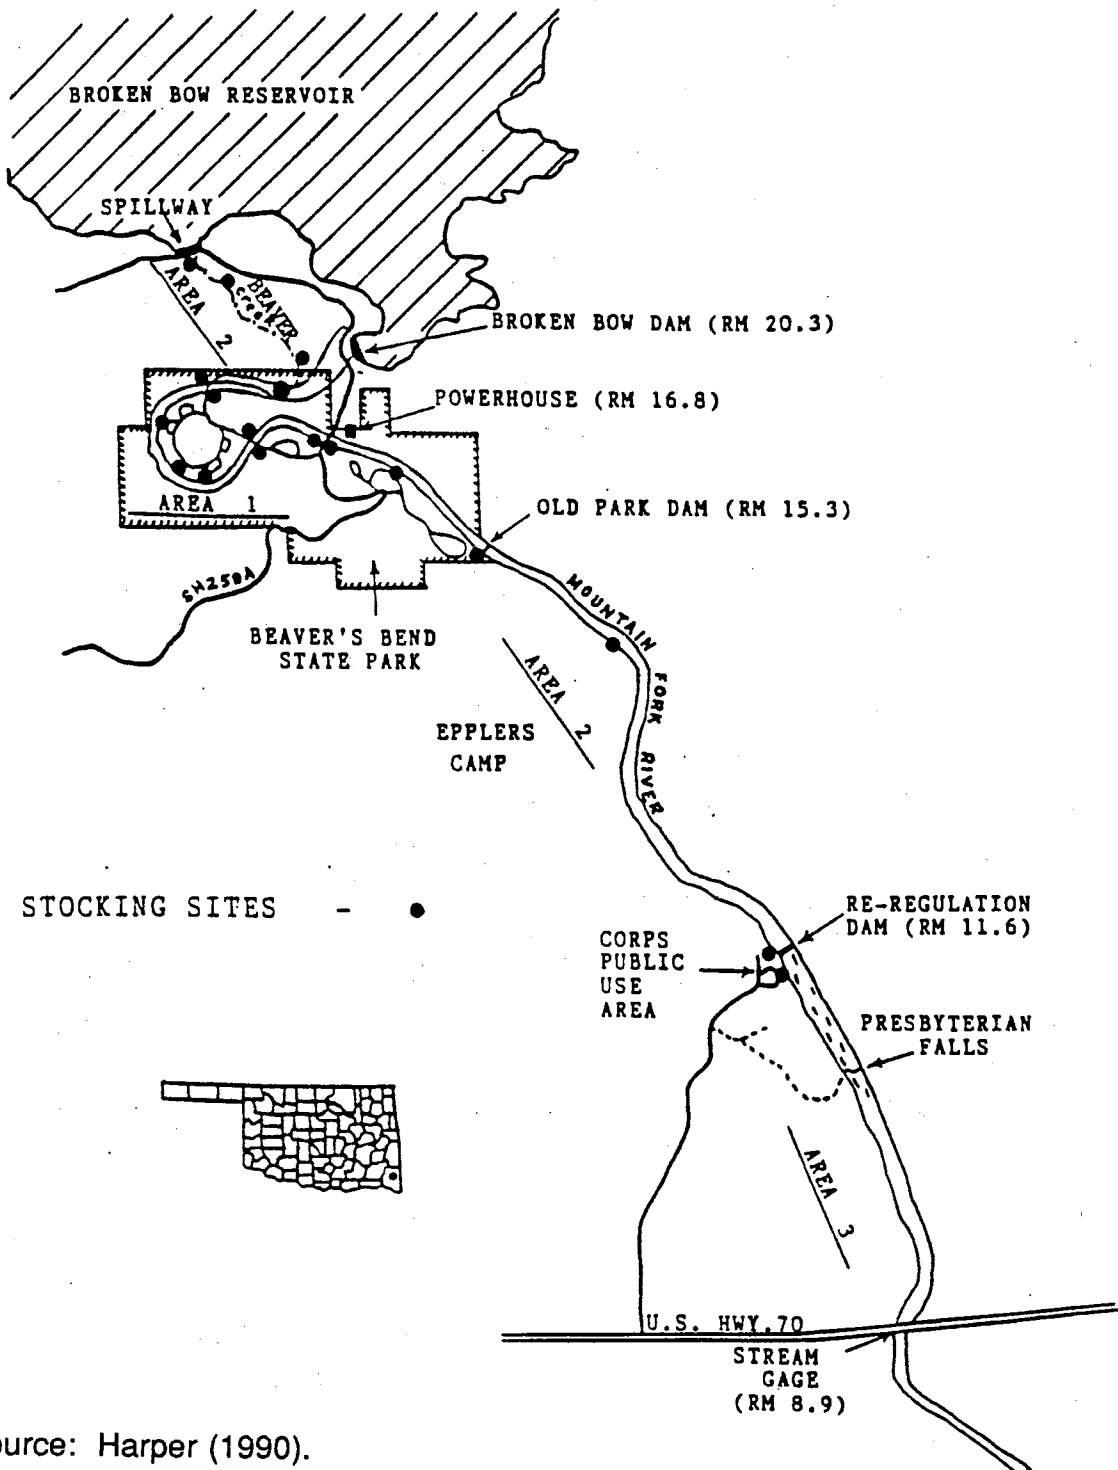 BROKEN BOW RESERVOIR
SPILLWAY
AREA 2
BEAVER
creek
BROKEN BOW DAM (RM 20.3)
POWERHOUSE (RM 16.8)
AREA 1
OLD PARK DAM (RM 15.3)
SH259A
MOUNTAIN FORK RIVER
BEAVER'S BEND
STATE PARK
AREA 2
EPPLERS
CAMP
STOCKING SITES -
RE-REGULATION
DAM (RM 11.6)
CORPS
PUBLIC
USE
AREA
PRESBYTERIAN
FALLS
AREA 3
U.S. HWY.70
STREAM
GAGE
(RM 8.9)
ource: Harper (1990).